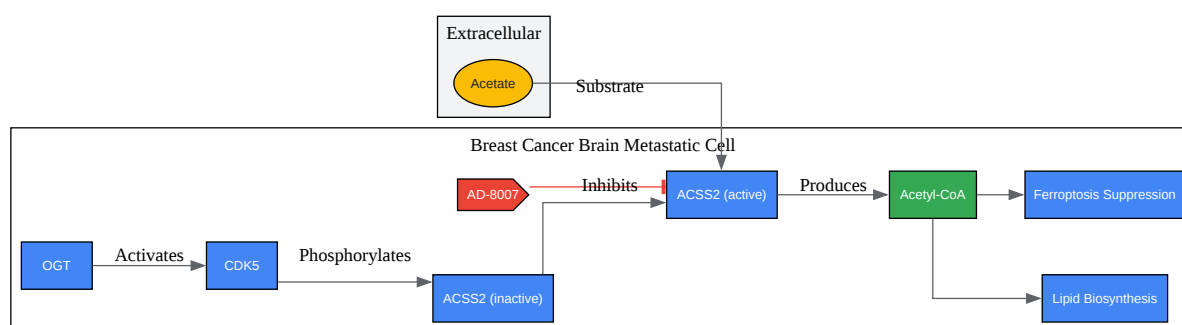 Extracellular
Acetate
Substrate
Breast Cancer Brain Metastatic Cell
AD-8007
Inhibits
ACSS2 (active)
Produces
Acetyl-CoA
Ferroptosis Suppression
OGT
Activates
CDK5
Phosphorylates
ACSS2 (inactive)
Lipid Biosynthesis